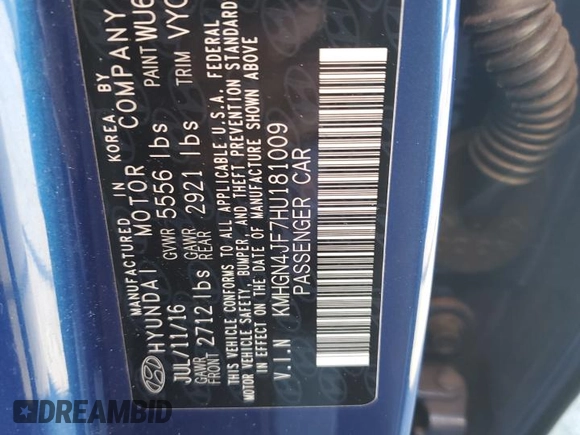 MANUFACTURED IN KOREA BY
HYUNDAI MOTOR COMPANY
JUL/11/16 GVWR 5556 lbs PAINT WU6
GAWR FRONT 2712 lbs GAWR REAR 2921 lbs TRIM
THIS VEHICLE CONFORMS TO ALL APPLICABLE U.S.A. FEDERAL
MOTOR VEHICLE SAFETY, BUMPER, AND THEFT PREVENTION STANDARD
IN EFFECT ON THE DATE OF MANUFACTURE SHOWN ABOVE
V.I.N KMHGN4JF7HU181009
PASSENGER CAR
DREAMBID